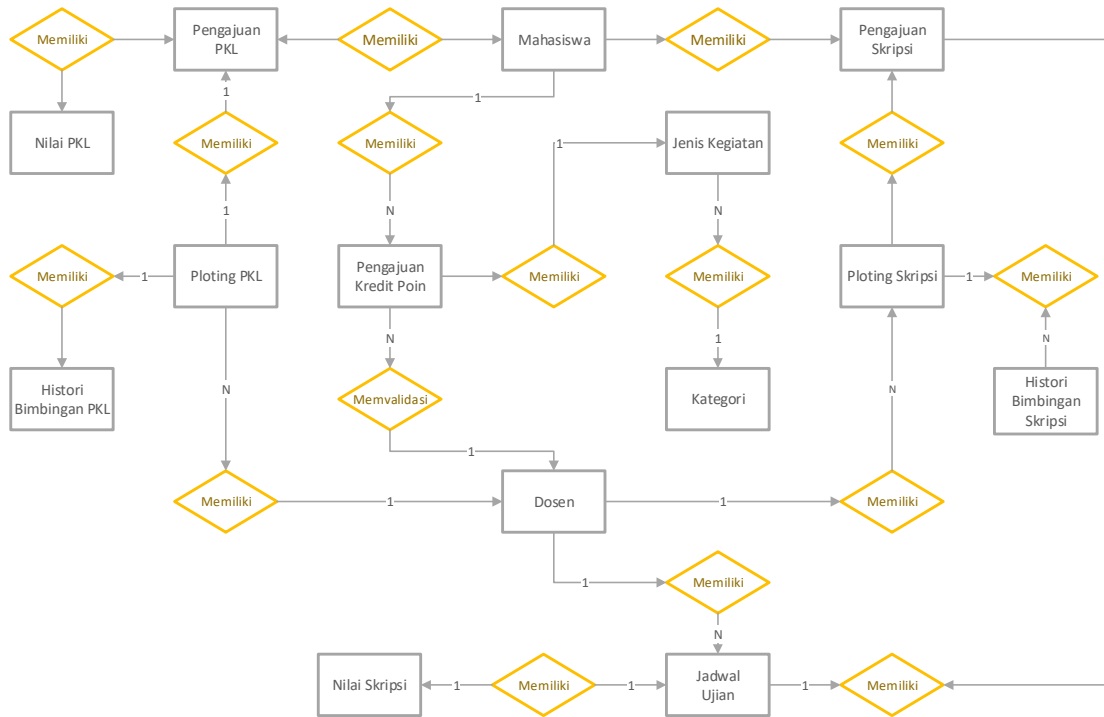 Memiliki
Pengajuan
PKL
Memiliki
Mahasiswa
Memiliki
Pengajuan
Skripsi
1
1
Nilai PKL
Memiliki
Memiliki
1
Jenis Kegiatan
Memiliki
1
N
N
Memiliki
1
Ploting PKL
Pengajuan
Kredit Poin
Memiliki
Memiliki
Ploting Skripsi
1
Memiliki
N
1
N
Histori
Bimbingan PKL
N
Memvalidasi
Kategori
N
Histori
Bimbingan
Skripsi
1
Memiliki
1
Dosen
1
Memiliki
1
Memiliki
N
Nilai Skripsi
1
Memiliki
1
Jadwal
Ujian
1
Memiliki